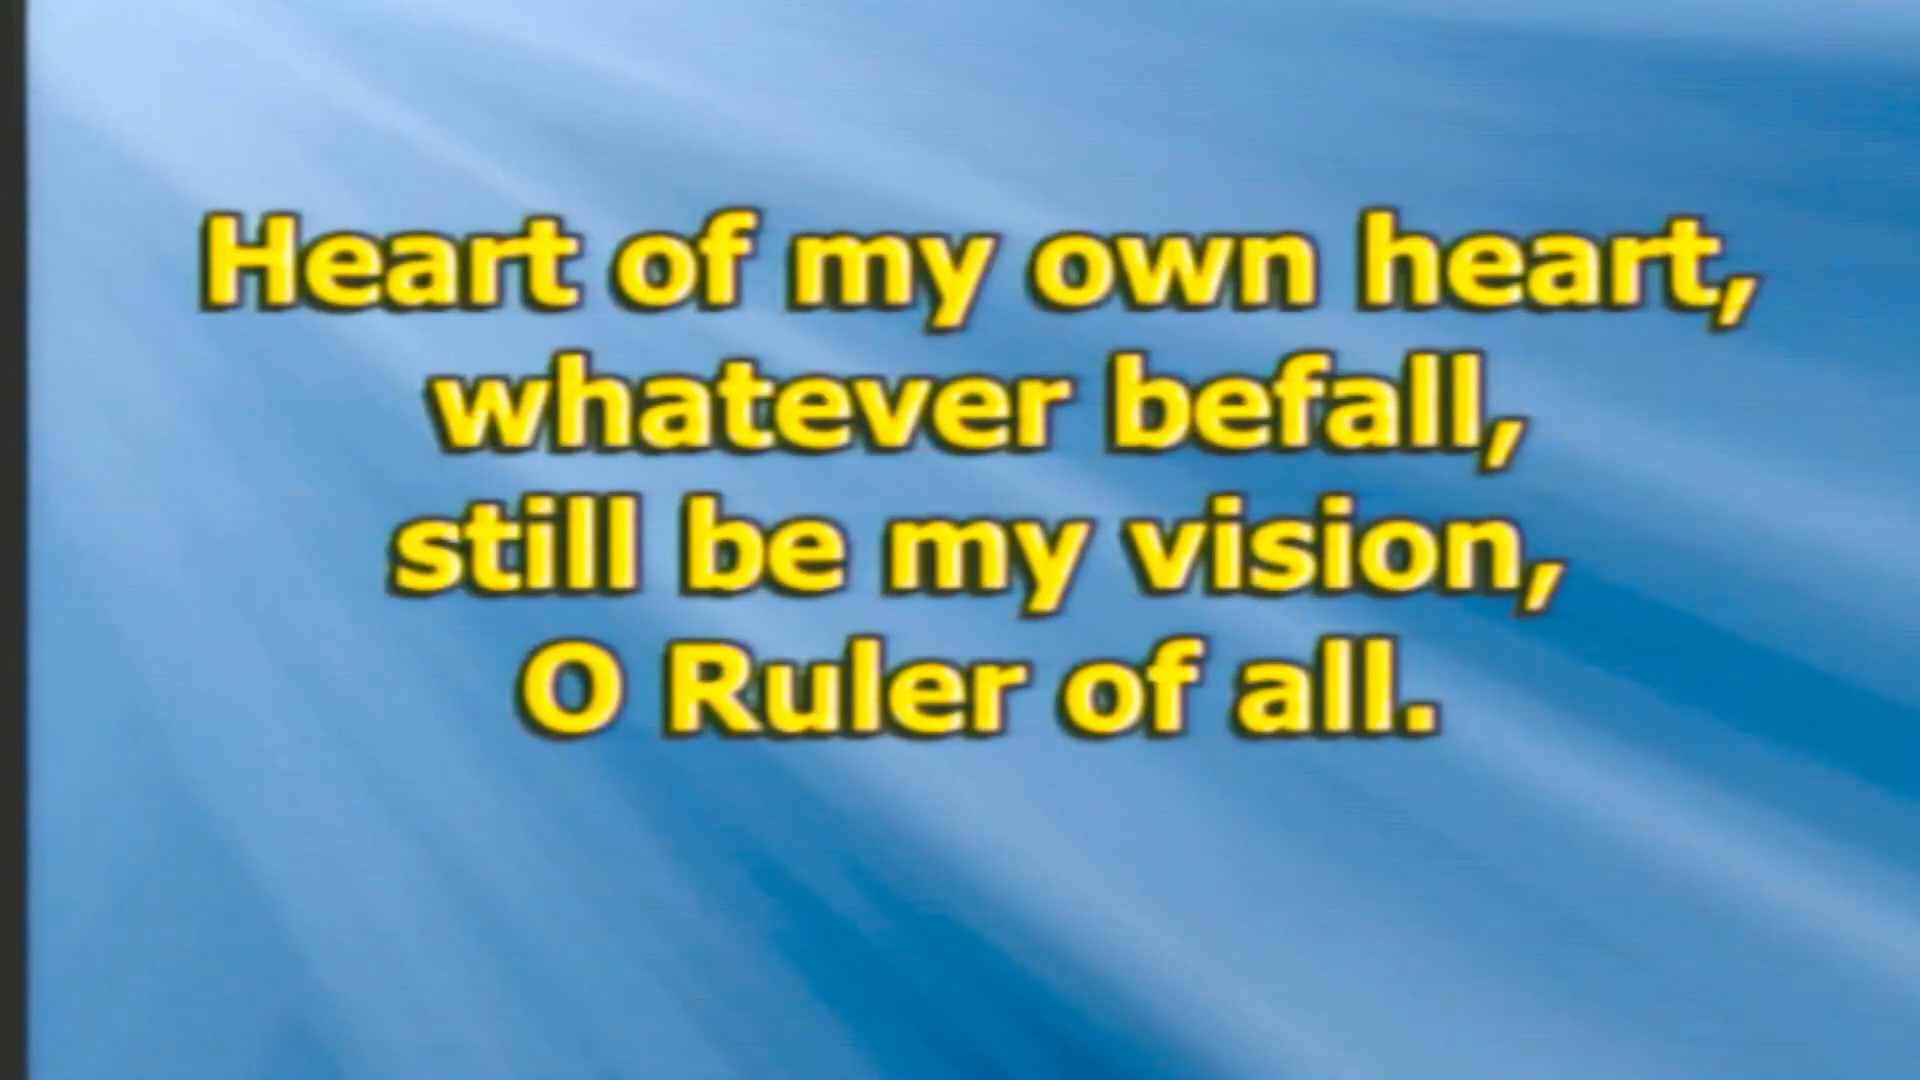 Heart of my own heart,
whatever befall,
still be my vision,
O Ruler of all.